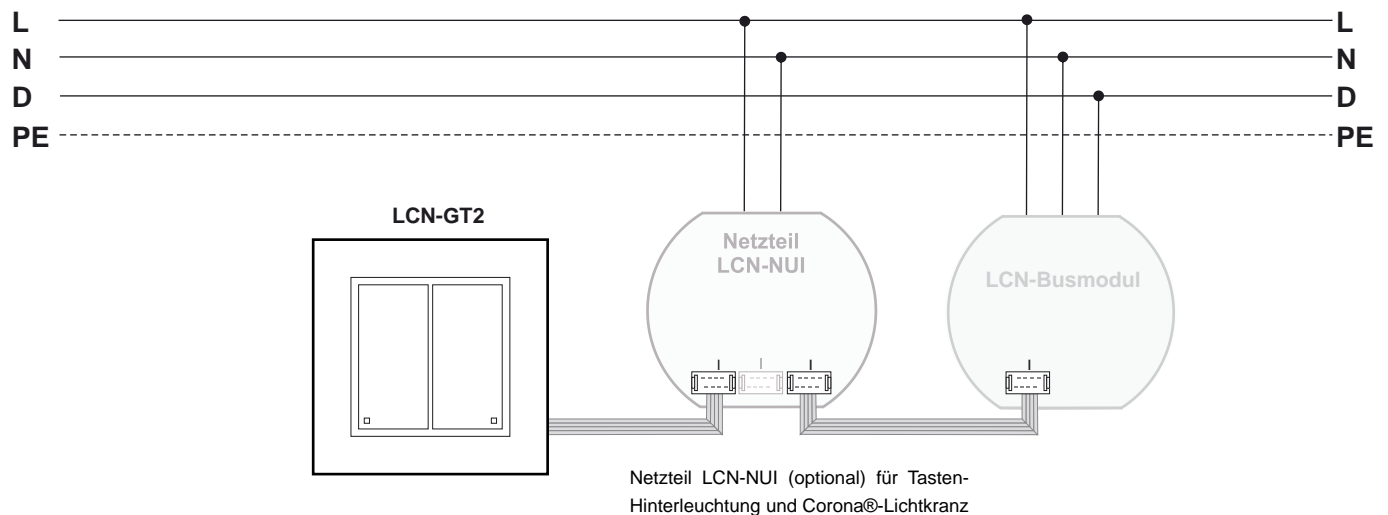 L L
N N
D D
PE PE
LCN-GT2
Netzteil
LCN-NUI
LCN-Busmodul
I I I I
Netzteil LCN-NUI (optional) für Tasten-
Hinterleuchtung und Corona®-Lichtkranz